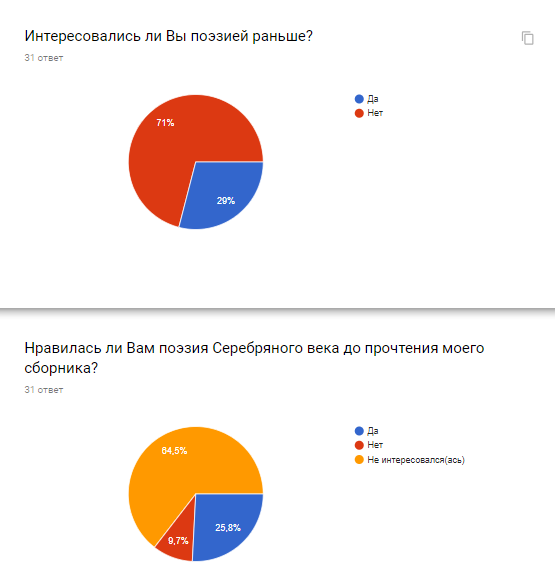 Интересовались ли Вы поэзией раньше?
31 ответ
Да
Нет
71%
29%
Нравилась ли Вам поэзия Серебряного века до прочтения моего
сборника?
31 ответ
Да
Нет
Не интересовался(ась)
64,5%
25,8%
9,7%